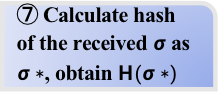 ⑦ Calculate hash
of the received σ as
σ ∗, obtain H(σ ∗)